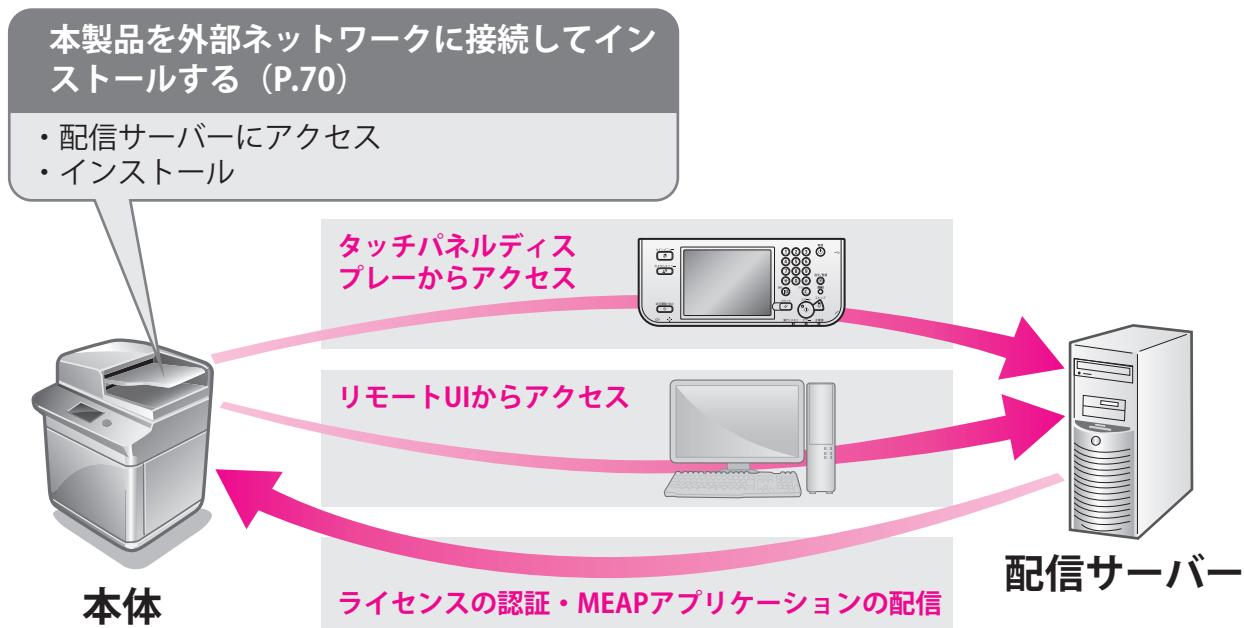 本製品を外部ネットワークに接続してイン
ストールする（P.70）
・配信サーバーにアクセス
・インストール
タッチパネルディス
プレーからアクセス
リモートUIからアクセス
ライセンスの認証・MEAPアプリケーションの配信
本体
配信サーバー